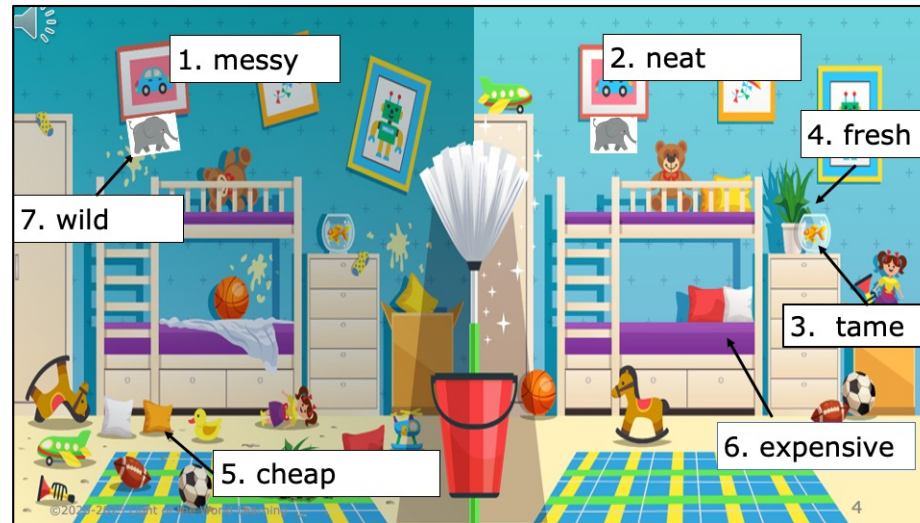 1. messy
2. neat
4. fresh
7. wild
3. tame
6. expensive
5. cheap
4